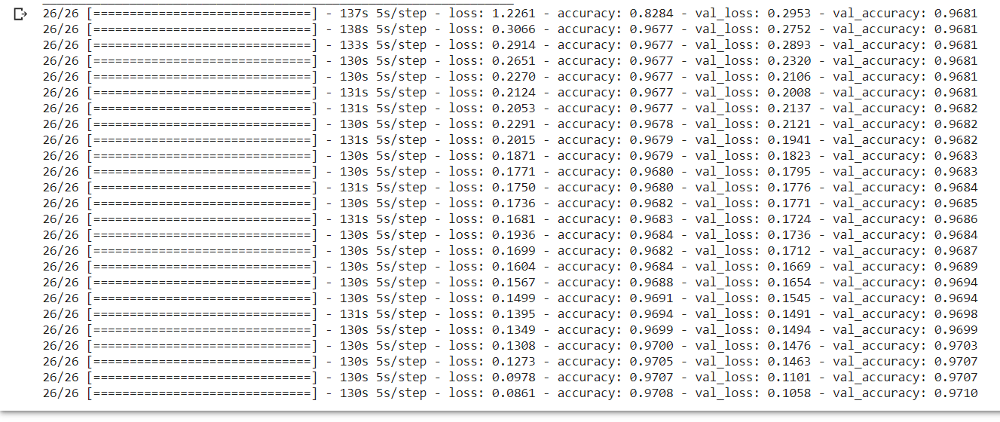 26/26 [==============================] - 137s 5s/step - loss: 1.2261 - accuracy: 0.8284 - val_loss: 0.2953 - val_accuracy: 0.9681
26/26 [==============================] - 138s 5s/step - loss: 0.3066 - accuracy: 0.9677 - val_loss: 0.2752 - val_accuracy: 0.9681
26/26 [==============================] - 133s 5s/step - loss: 0.2914 - accuracy: 0.9677 - val_loss: 0.2893 - val_accuracy: 0.9681
26/26 [==============================] - 130s 5s/step - loss: 0.2651 - accuracy: 0.9677 - val_loss: 0.2320 - val_accuracy: 0.9681
26/26 [==============================] - 130s 5s/step - loss: 0.2270 - accuracy: 0.9677 - val_loss: 0.2106 - val_accuracy: 0.9681
26/26 [==============================] - 131s 5s/step - loss: 0.2124 - accuracy: 0.9677 - val_loss: 0.2008 - val_accuracy: 0.9681
26/26 [==============================] - 131s 5s/step - loss: 0.2053 - accuracy: 0.9677 - val_loss: 0.2137 - val_accuracy: 0.9682
26/26 [==============================] - 130s 5s/step - loss: 0.2291 - accuracy: 0.9678 - val_loss: 0.2121 - val_accuracy: 0.9682
26/26 [==============================] - 131s 5s/step - loss: 0.2015 - accuracy: 0.9679 - val_loss: 0.1941 - val_accuracy: 0.9682
26/26 [==============================] - 130s 5s/step - loss: 0.1871 - accuracy: 0.9679 - val_loss: 0.1823 - val_accuracy: 0.9683
26/26 [==============================] - 130s 5s/step - loss: 0.1771 - accuracy: 0.9680 - val_loss: 0.1795 - val_accuracy: 0.9683
26/26 [==============================] - 131s 5s/step - loss: 0.1750 - accuracy: 0.9680 - val_loss: 0.1776 - val_accuracy: 0.9684
26/26 [==============================] - 130s 5s/step - loss: 0.1736 - accuracy: 0.9682 - val_loss: 0.1771 - val_accuracy: 0.9685
26/26 [==============================] - 131s 5s/step - loss: 0.1681 - accuracy: 0.9683 - val_loss: 0.1724 - val_accuracy: 0.9686
26/26 [==============================] - 130s 5s/step - loss: 0.1936 - accuracy: 0.9684 - val_loss: 0.1736 - val_accuracy: 0.9684
26/26 [==============================] - 130s 5s/step - loss: 0.1699 - accuracy: 0.9682 - val_loss: 0.1712 - val_accuracy: 0.9687
26/26 [==============================] - 130s 5s/step - loss: 0.1604 - accuracy: 0.9684 - val_loss: 0.1669 - val_accuracy: 0.9689
26/26 [==============================] - 130s 5s/step - loss: 0.1567 - accuracy: 0.9688 - val_loss: 0.1654 - val_accuracy: 0.9694
26/26 [==============================] - 130s 5s/step - loss: 0.1499 - accuracy: 0.9691 - val_loss: 0.1545 - val_accuracy: 0.9694
26/26 [==============================] - 131s 5s/step - loss: 0.1395 - accuracy: 0.9694 - val_loss: 0.1491 - val_accuracy: 0.9698
26/26 [==============================] - 130s 5s/step - loss: 0.1349 - accuracy: 0.9699 - val_loss: 0.1494 - val_accuracy: 0.9699
26/26 [==============================] - 130s 5s/step - loss: 0.1308 - accuracy: 0.9700 - val_loss: 0.1476 - val_accuracy: 0.9703
26/26 [==============================] - 130s 5s/step - loss: 0.1273 - accuracy: 0.9705 - val_loss: 0.1463 - val_accuracy: 0.9707
26/26 [==============================] - 130s 5s/step - loss: 0.0978 - accuracy: 0.9707 - val_loss: 0.1101 - val_accuracy: 0.9707
26/26 [==============================] - 130s 5s/step - loss: 0.0861 - accuracy: 0.9708 - val_loss: 0.1058 - val_accuracy: 0.9710